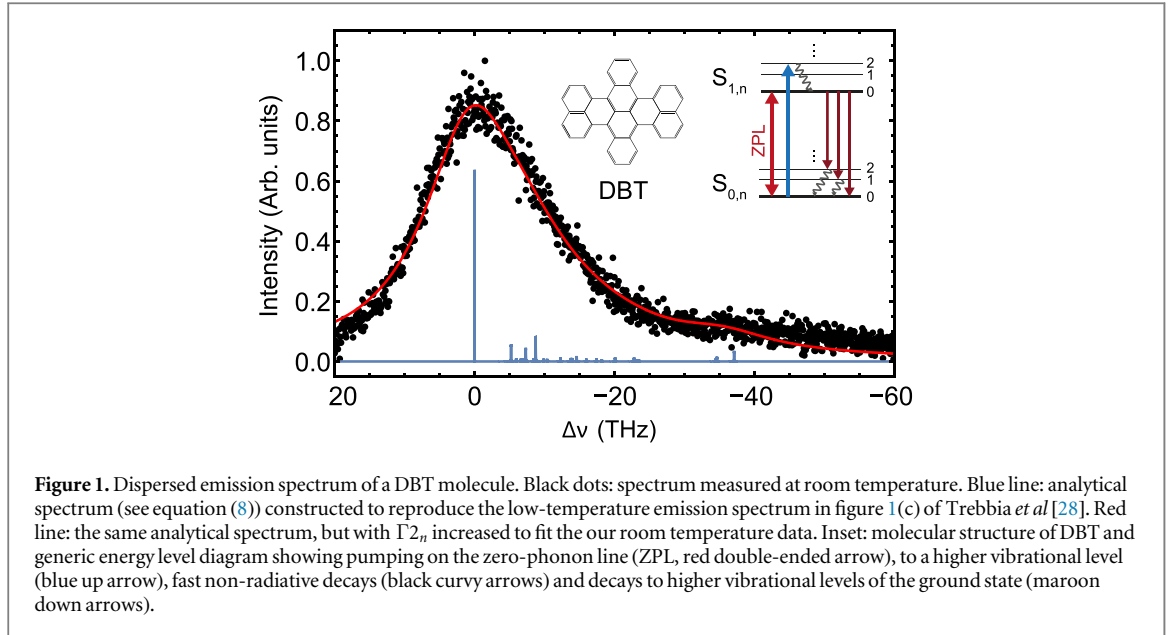 1.0
0.8
0.6
0.4
0.2
0.0
Intensity (Arb. units)
20 0 −20 −40 −60
Δν (THz)
DBT
S1,n
2
1
0
ZPL
S0,n
2
1
0
Figure 1. Dispersed emission spectrum of a DBT molecule. Black dots: spectrum measured at room temperature. Blue line: analytical
spectrum (see equation (8)) constructed to reproduce the low-temperature emission spectrum in figure 1(c) of Trebbia et al [28]. Red
line: the same analytical spectrum, but with Γ2n increased to fit the our room temperature data. Inset: molecular structure of DBT and
generic energy level diagram showing pumping on the zero-phonon line (ZPL, red double-ended arrow), to a higher vibrational level
(blue up arrow), fast non-radiative decays (black curvy arrows) and decays to higher vibrational levels of the ground state (maroon
down arrows).